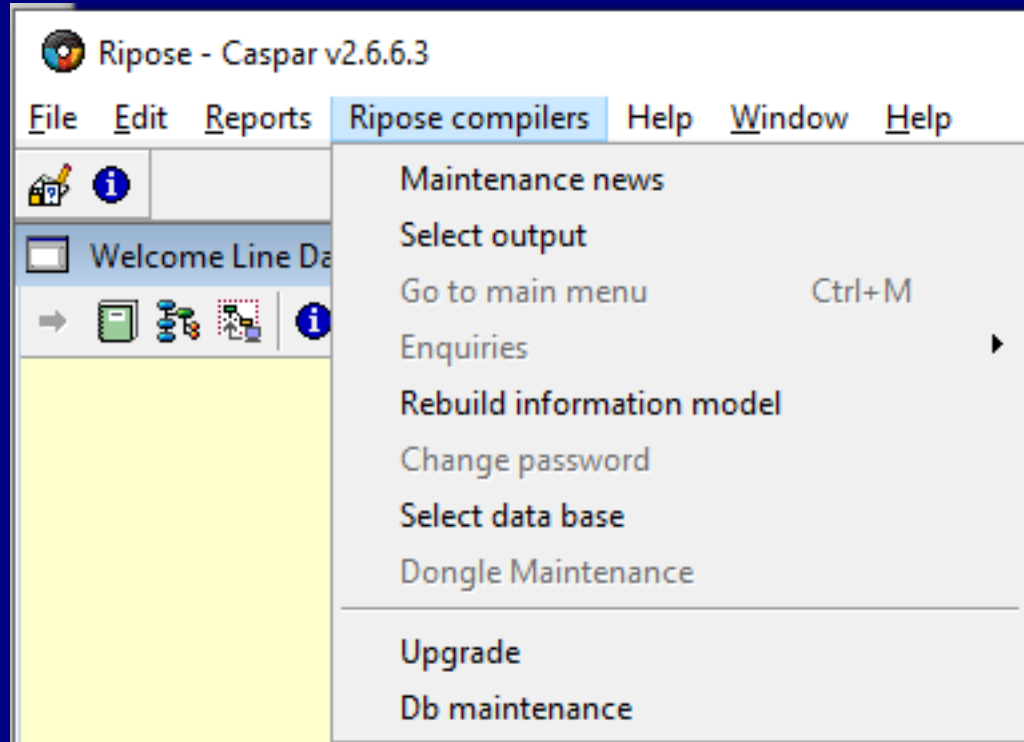 Ripose - Caspar v2.6.6.3
File Edit Reports Ripose compilers Help Window Help
Maintenance news
Select output
Welcome Line Da
Go to main menu Ctrl+M
Enquiries
Rebuild information model
Change password
Select data base
Dongle Maintenance
Upgrade
Db maintenance